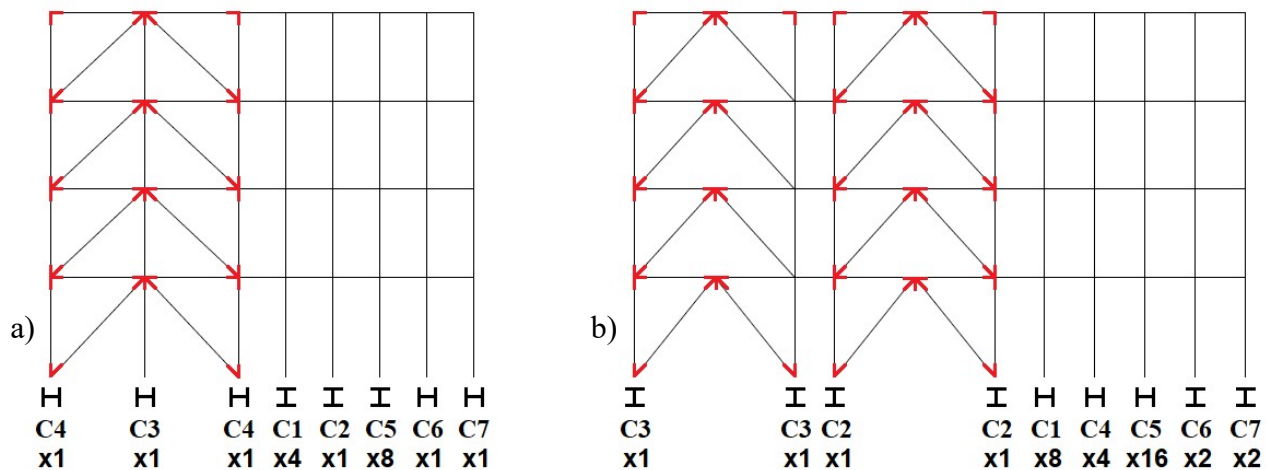 a)
C4 C3 C4 C1 C2 C5 C6 C7
x1 x1 x1 x4 x1 x8 x1 x1
b)
C3 C3 C2 C2 C1 C4 C5 C6 C7
x1 x1 x1 x1 x8 x4 x16 x2 x2